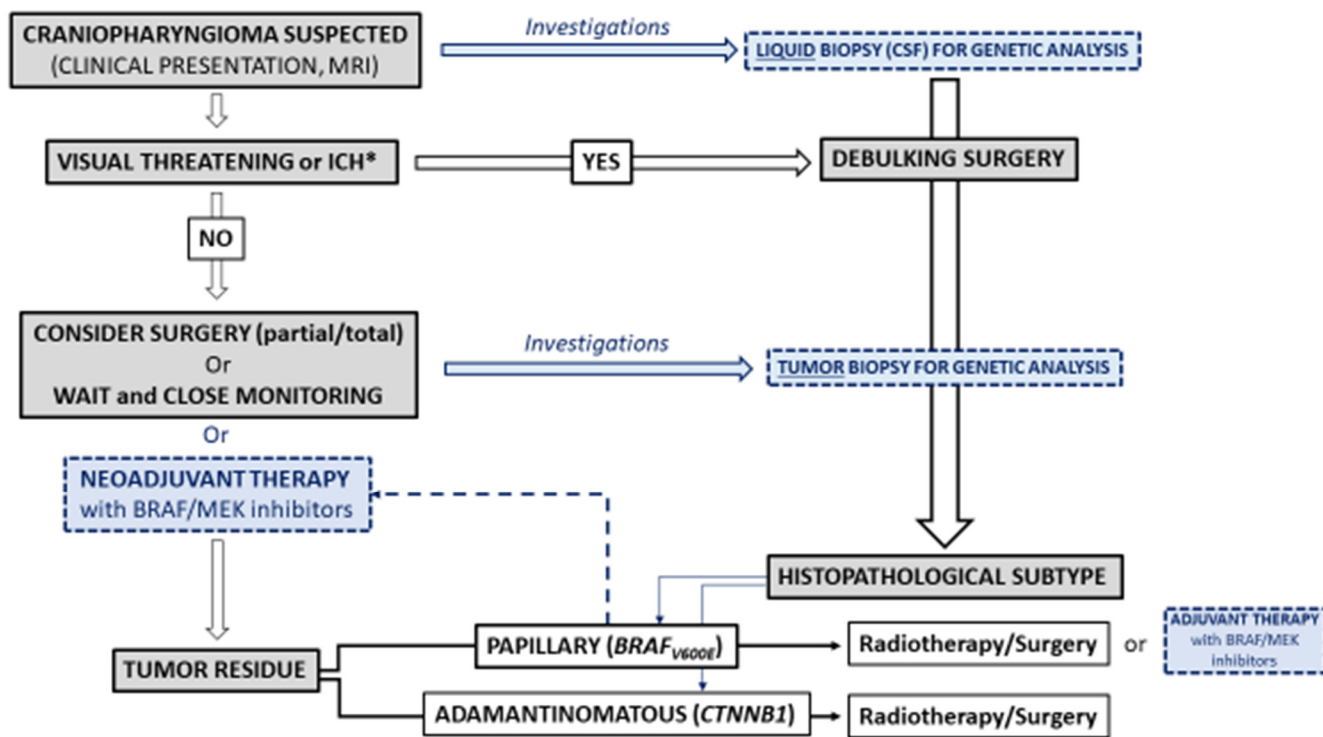 CRANIOPHARYNGIOMA SUSPECTED
(CLINICAL PRESENTATION, MRI)
Investigations
LIQUID BIOPSY (CSF) FOR GENETIC ANALYSIS
VISUAL THREATENING or ICH*
YES
DEBULKING SURGERY
NO
CONSIDER SURGERY (partial/total)
Or
WAIT and CLOSE MONITORING
Investigations
TUMOR BIOPSY FOR GENETIC ANALYSIS
Or
NEOADJUVANT THERAPY
with BRAF/MEK inhibitors
HISTOPATHOLOGICAL SUBTYPE
TUMOR RESIDUE
PAPILLARY (BRAFV600E)
Radiotherapy/Surgery
or
ADJUVANT THERAPY
with BRAF/MEK
inhibitors
ADAMANTINOMATOUS (CTNNB1)
Radiotherapy/Surgery